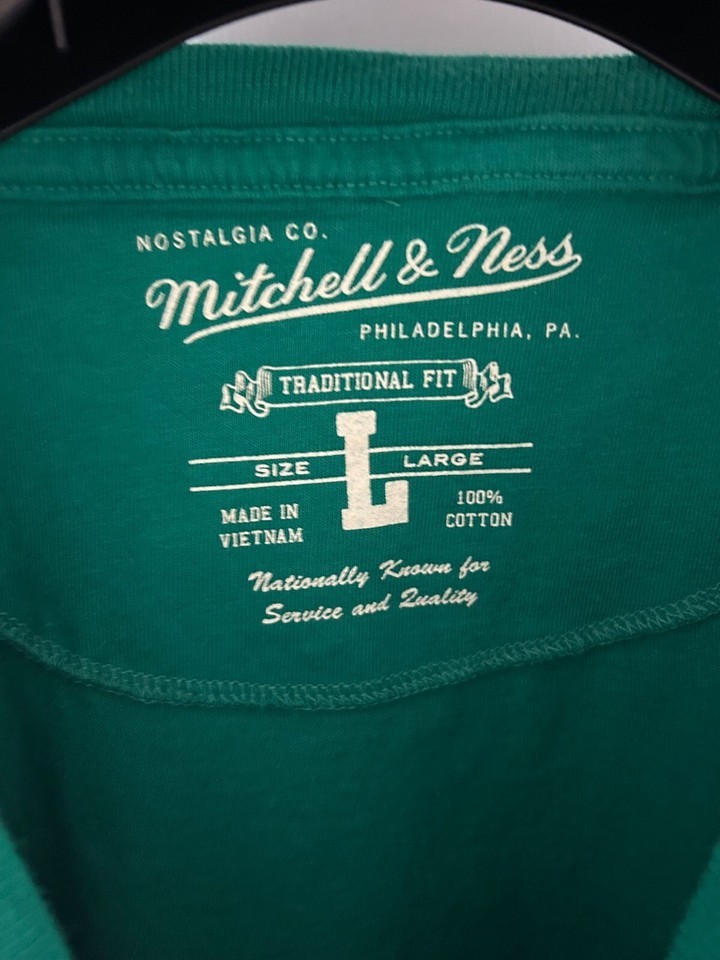 NOSTALGIA CO.
Mitchell & Ness
PHILADELPHIA, PA.
TRADITIONAL FIT
SIZE L LARGE
MADE IN
VIETNAM
100%
COTTON
Nationally Known for
Service and Quality